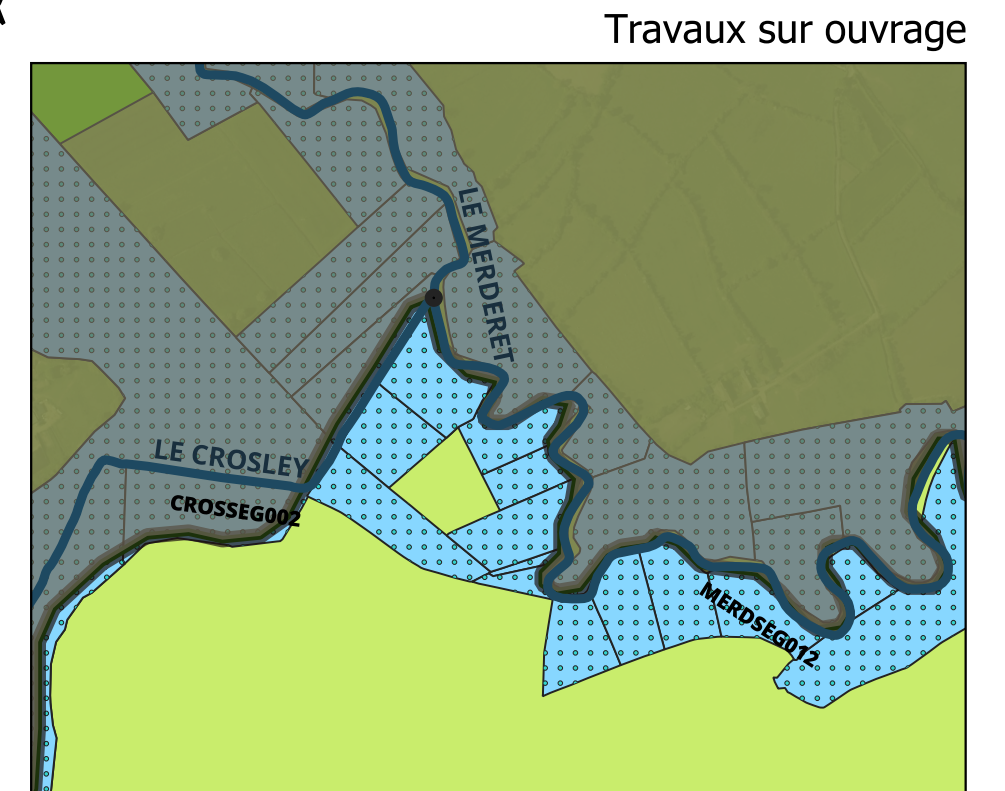 Travaux sur ouvrage
LE MERDERET
LE CROSLEY
CROSSEG002
MERDSEG012